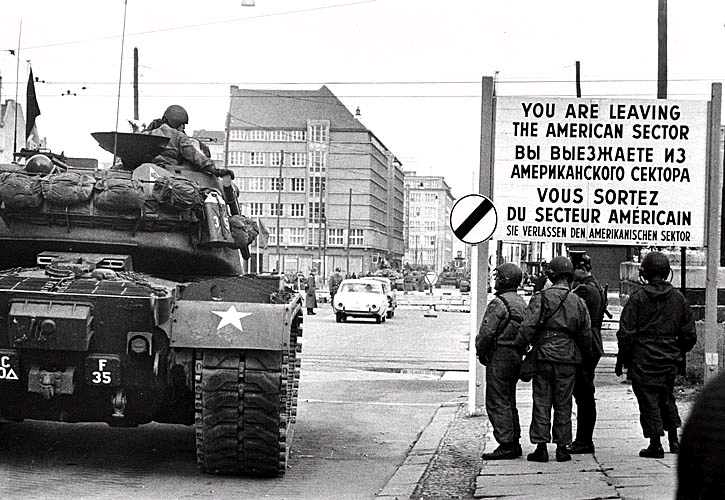 YOU ARE LEAVING
THE AMERICAN SECTOR
ВЫ ВЫЕЗЖАЕТЕ ИЗ
АМЕРИКАНСКОГО СЕКТОРА
VOUS SORTEZ
DU SECTEUR AMÉRICAIN
SIE VERLASSEN DEN AMERIKANISCHEN SEKTOR
C
F
35